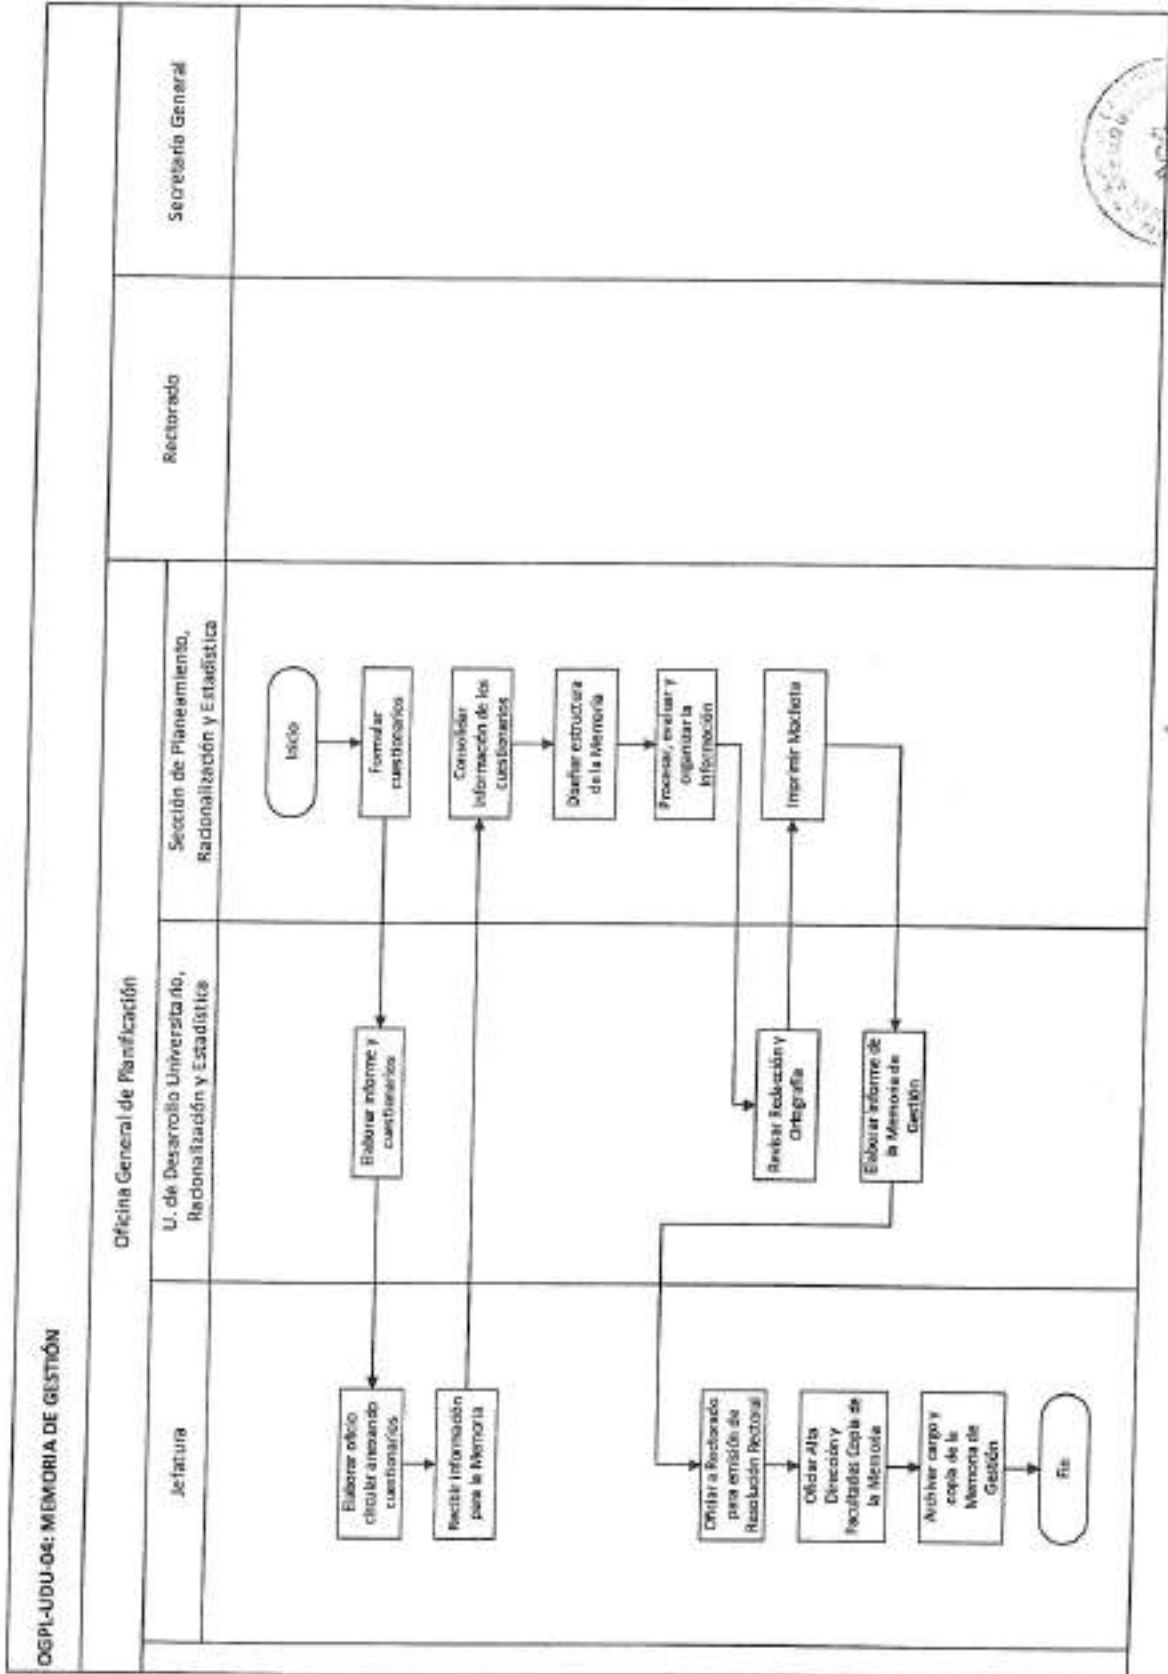 OGPL-UDU-04: MEMORIA DE GESTIÓN
Oficina General de Planificación
Jefatura
U. de Desarrollo Universitario,
Racionalización y Estadística
Sección de Planeamiento,
Racionalización y Estadística
Rectorado
Secretaría General
Inicio
Formular
cuestionarios
Elaborar informe y
cuestionarios
Elaborar oficio
circular anexando
cuestionarios
Recibir información
para la Memoria
Consolidar
Información de los
cuestionarios
Diseñar estructura
de la Memoria
Procesar, evaluar y
organizar la
Información
Revisar Redacción y
Ortografía
Imprimir Machota
Elaborar informe de
la Memoria de
Gestión
Oficiar a Rectorado
para emisión de
Resolución Rectoral
Oficiar Alta
Dirección y
Facultades Copia de
la Memoria
Archivar cargo y
copia de la
Memoria de
Gestión
Fin